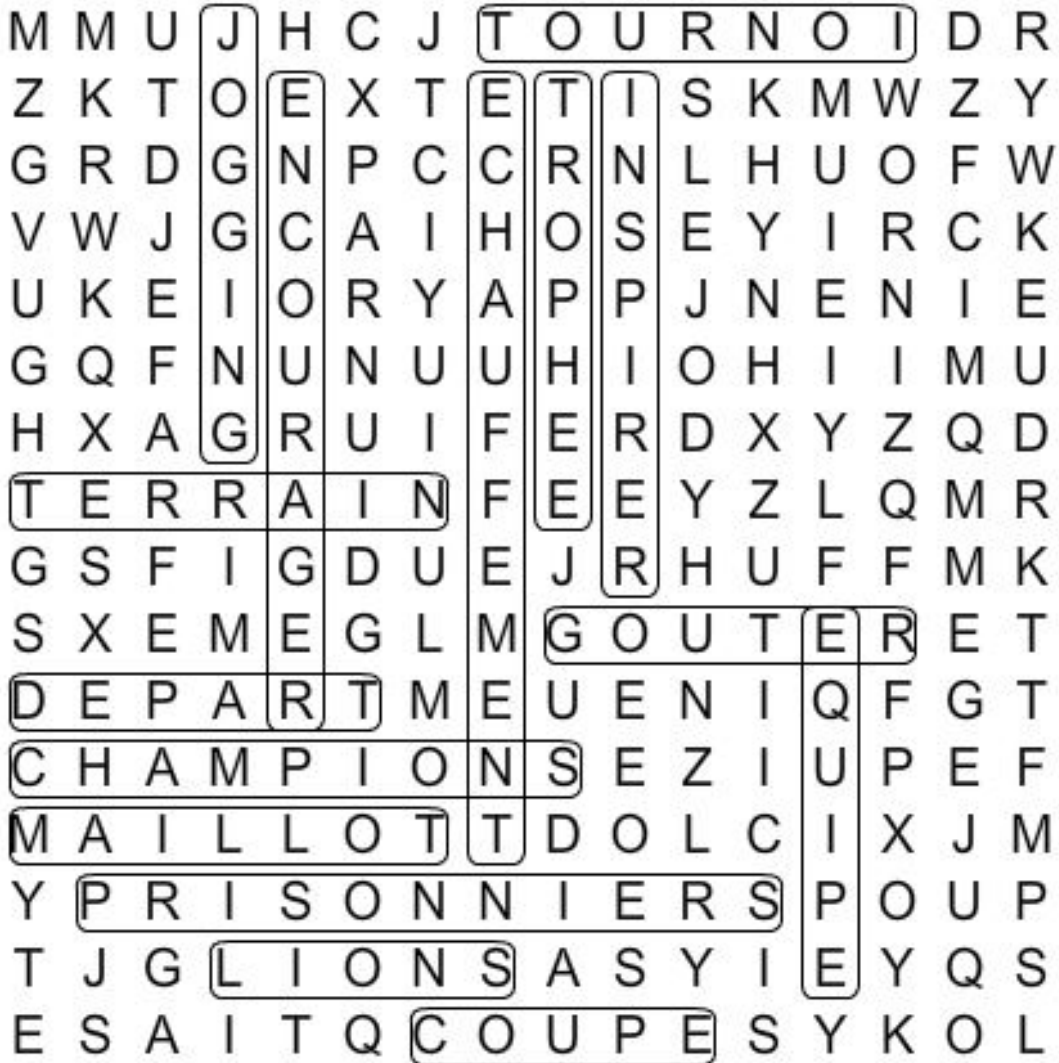 M M U J H C J T O U R N O I D R
Z K T O E X T E T I S K M W Z Y
G R D G N P C C R N L H U O F W
V W J G C A I H O S E Y I R C K
U K E I O R Y A P P J N E N I E
G Q F N U N U U H I O H I I M U
H X A G R U I F E R D X Y Z Q D
T E R R A I N F E E Y Z L Q M R
G S F I G D U E J R H U F F M K
S X E M E G L M G O U T E R E T
D E P A R T M E U E N I Q F G T
C H A M P I O N S E Z I U P E F
M A I L L O T T D O L C I X J M
Y P R I S O N N I E R S P O U P
T J G L I O N S A S Y I E Y Q S
E S A I T Q C O U P E S Y K O L